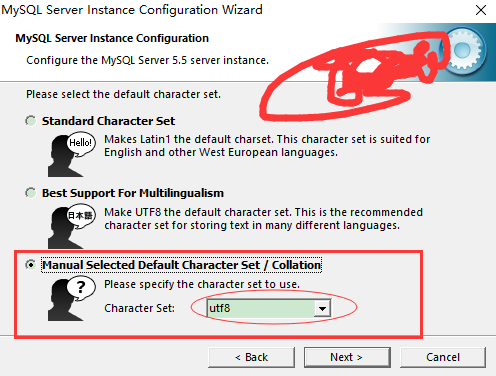 MySQL Server Instance Configuration Wizard
MySQL Server Instance Configuration
Configure the MySQL Server 5.5 server instance.
Please select the default character set.
Standard Character Set
Hello!
Makes Latin1 the default charset. This character set is suited for
English and other West European languages.
Best Support For Multilingualism
日本語
Make UTF8 the default character set. This is the recommended
character set for storing text in many different languages.
Manual Selected Default Character Set / Collation
?
Please specify the character set to use.
Character Set: utf8
< Back Next > Cancel